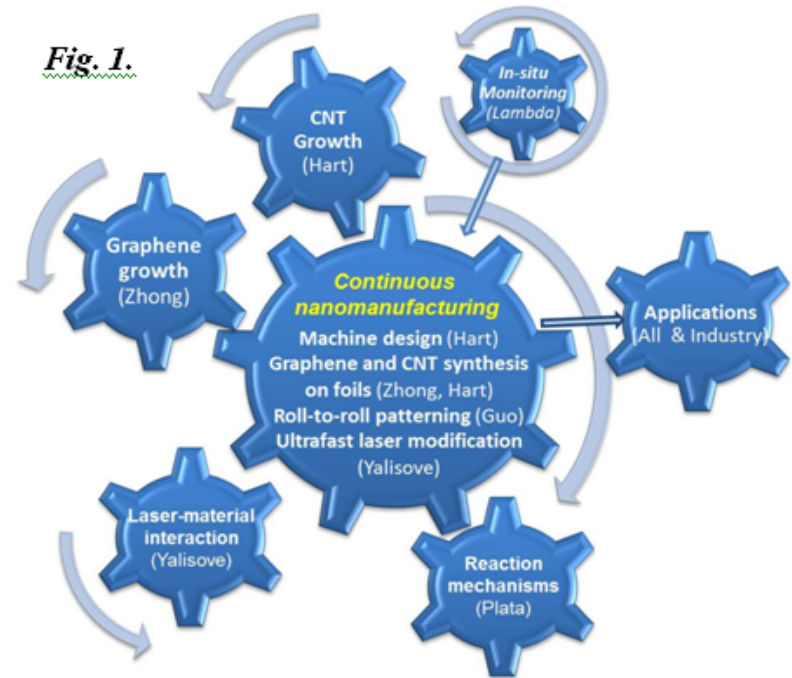 Fig. 1.
CNT
Growth
(Hart)
In-situ
Monitoring
(Lambda)
Graphene
growth
(Zhong)
Continuous
nanomanufacturing
Machine design (Hart)
Graphene and CNT synthesis
on foils (Zhong, Hart)
Roll-to-roll patterning (Guo)
Ultrafast laser modification
(Yalisove)
Applications
(All & Industry)
Laser-material
interaction
(Yalisove)
Reaction
mechanisms
(Plata)